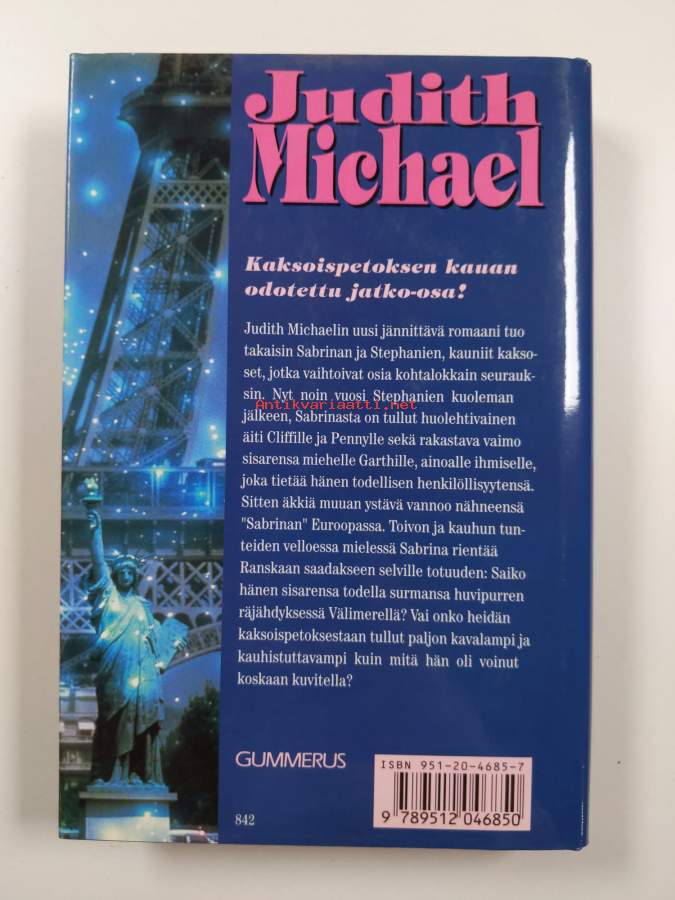 Judith
Michael
Kaksoispetoksen kauan
odotettu jatko-osa!
Judith Michaelin uusi jännittävä romaani tuo
takaisin Sabrinan ja Stephanien, kauniit kakso-
set, jotka vaihtoivat osia kohtalokkain seurauk-
sin. Nyt noin vuosi Stephanien kuoleman
Antikvariaatti.net
jälkeen, Sabrinasta on tullut huolehtivainen
äiti Cliffille ja Pennylle sekä rakastava vaimo
sisarensa miehelle Garthille, ainoalle ihmiselle,
joka tietää hänen todellisen henkilöllisyytensä.
Sitten äkkiä muuan ystävä vannoo nähneensä
"Sabrinan" Euroopassa. Toivon ja kauhun tun-
teiden velloessa mielessä Sabrina rientää
Ranskaan saadakseen selville totuuden: Saiko
hänen sisarensa todella surmansa huvipurren
räjähdyksessä Välimerellä? Vai onko heidän
kaksoispetoksestaan tullut paljon kavalampi ja
kauhistuttavampi kuin mitä hän oli voinut
koskaan kuvitella?
GUMMERUS
ISBN 951-20-4685-7
9 789512 046850
842